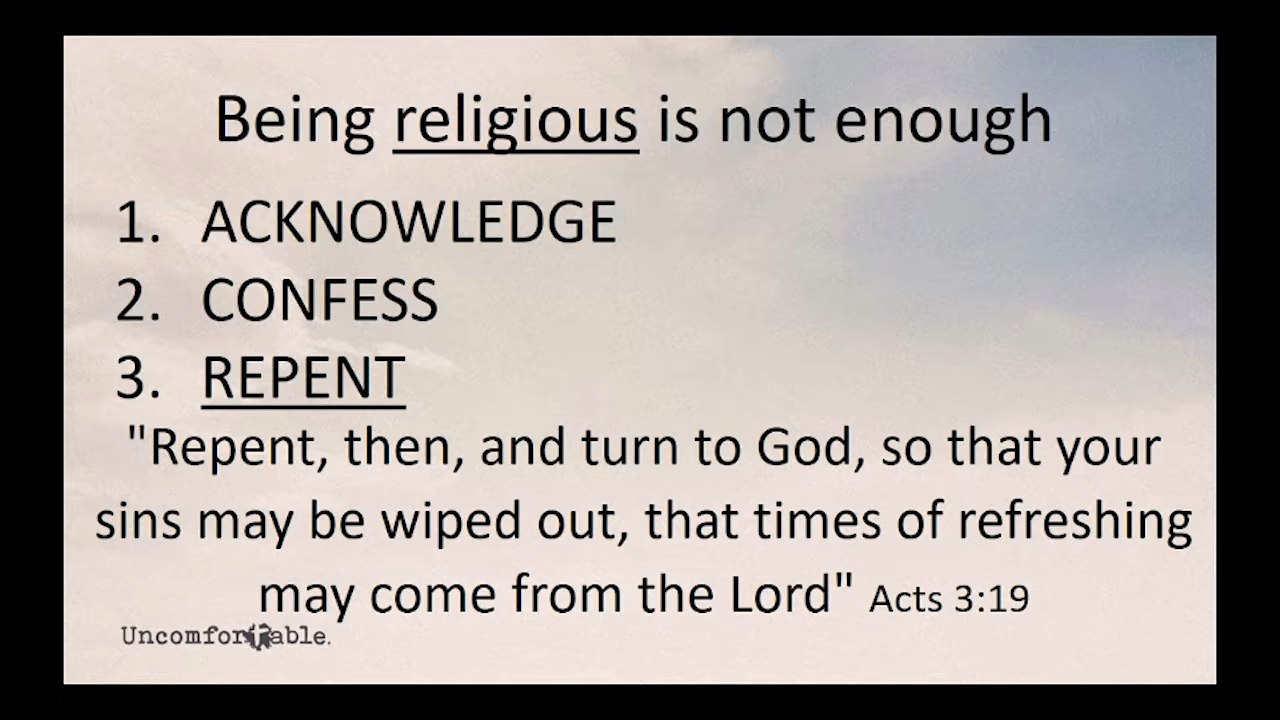 Being religious is not enough
1. ACKNOWLEDGE
2. CONFESS
3. REPENT
"Repent, then, and turn to God, so that your
sins may be wiped out, that times of refreshing
may come from the Lord" Acts 3:19
Uncomfortable.